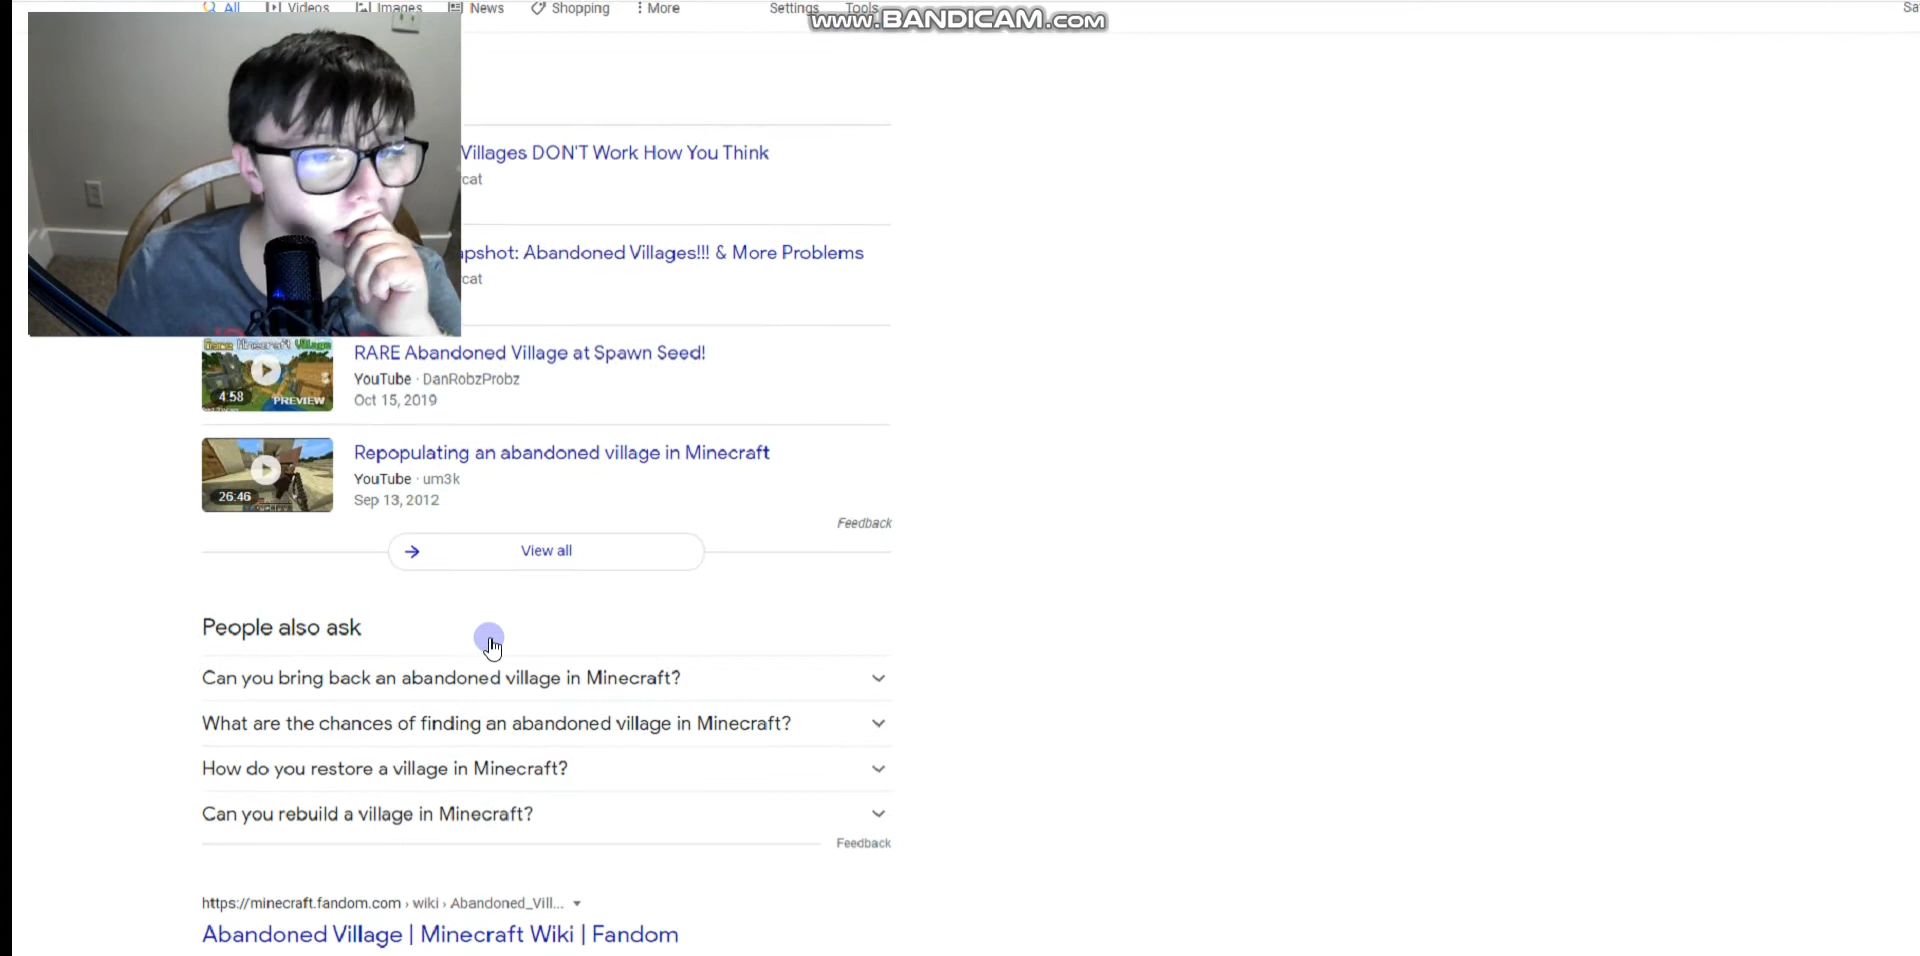 All Videos Images News Shopping More Settings Tools
www.BANDICAM.com
Sa
Villages DON'T Work How You Think
cat
apshot: Abandoned Villages!!! & More Problems
cat
RARE Abandoned Village at Spawn Seed!
YouTube · DanRobzProbz
Oct 15, 2019
4:58 PREVIEW
Repopulating an abandoned village in Minecraft
YouTube · um3k
Sep 13, 2012
26:46
Feedback
View all
People also ask
Can you bring back an abandoned village in Minecraft?
What are the chances of finding an abandoned village in Minecraft?
How do you restore a village in Minecraft?
Can you rebuild a village in Minecraft?
Feedback
https://minecraft.fandom.com › wiki › Abandoned_Vill...
Abandoned Village | Minecraft Wiki | Fandom